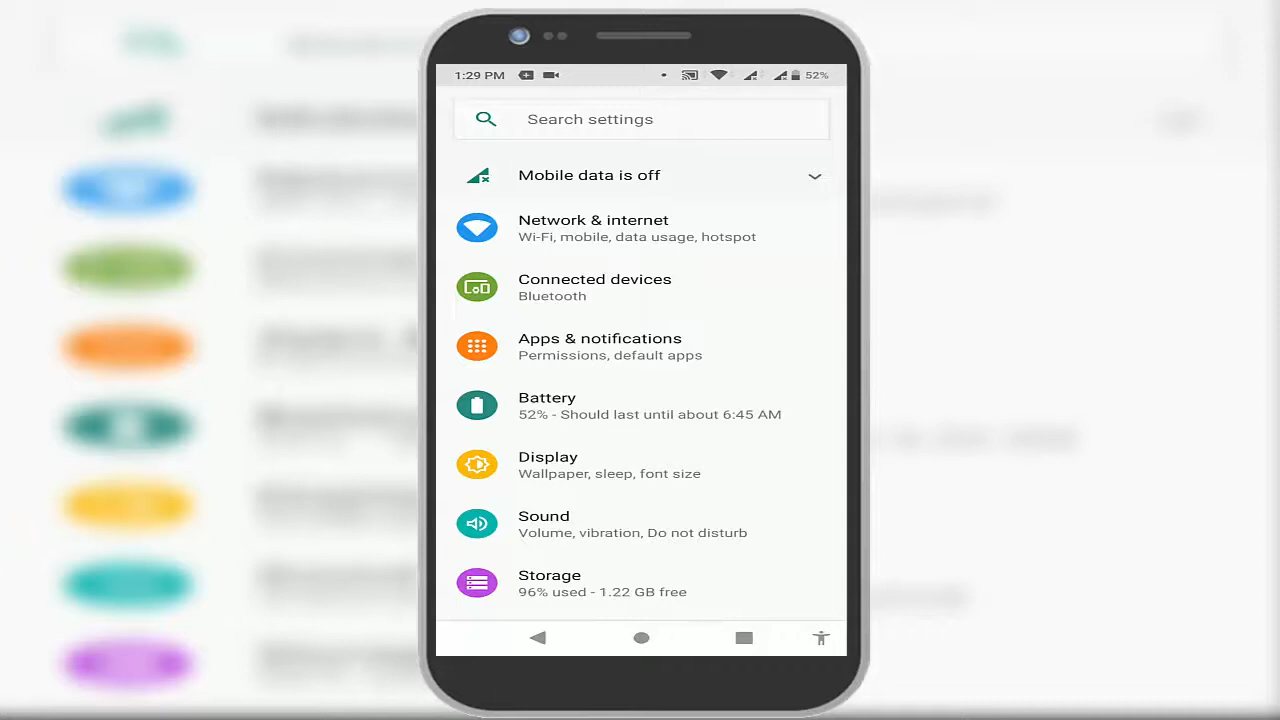 1:29 PM 52%
Search settings
Mobile data is off
Network & internet
Wi-Fi, mobile, data usage, hotspot
Connected devices
Bluetooth
Apps & notifications
Permissions, default apps
Battery
52% - Should last until about 6:45 AM
Display
Wallpaper, sleep, font size
Sound
Volume, vibration, Do not disturb
Storage
96% used - 1.22 GB free